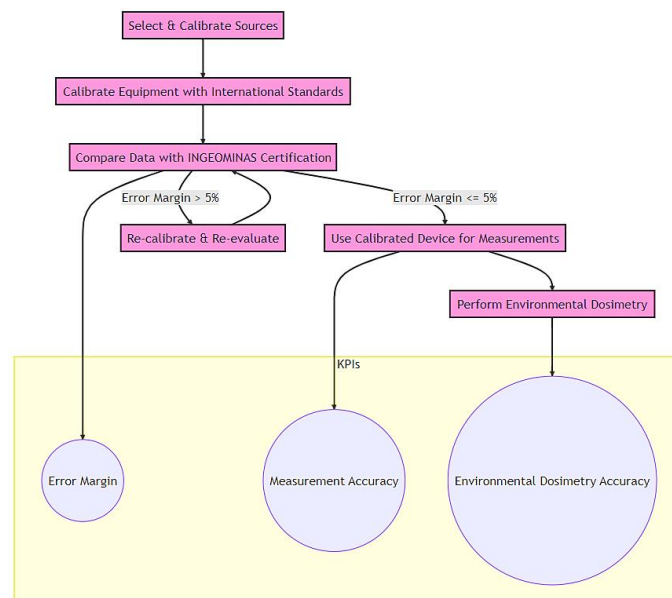 Select & Calibrate Sources
Calibrate Equipment with International Standards
Compare Data with INGEOMINAS Certification
Error Margin > 5%
Error Margin <= 5%
Re-calibrate & Re-evaluate
Use Calibrated Device for Measurements
Perform Environmental Dosimetry
KPIs
Error Margin
Measurement Accuracy
Environmental Dosimetry Accuracy